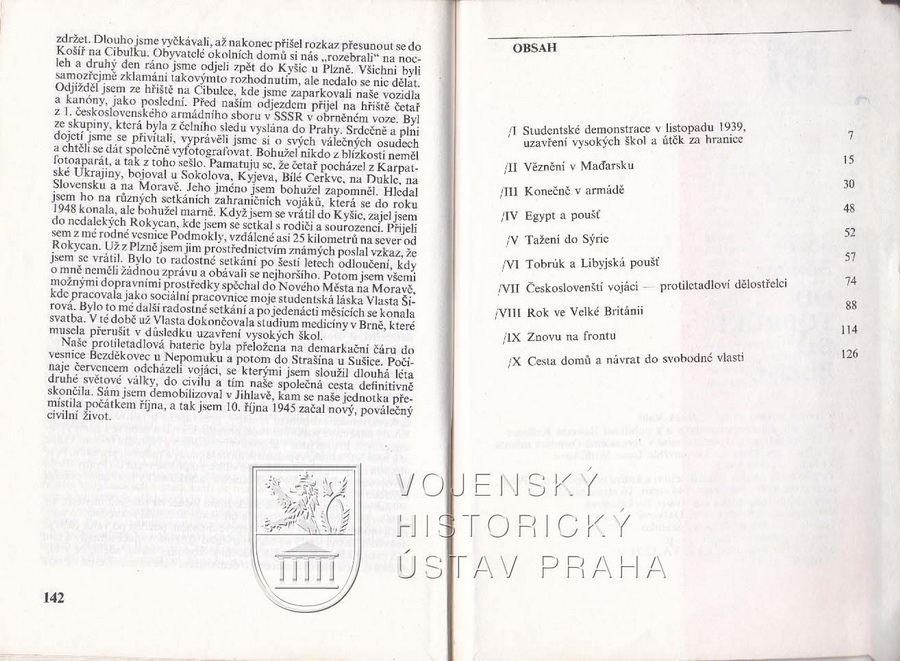 zdržet. Dlouho jsme vyčkávali, až nakonec přišel rozkaz přesunout se do
Košíř na Cibulku. Obyvatelé okolních domů si nás „rozebrali" na noc-
leh a druhý den ráno jsme odjeli zpět do Kyšic u Plzně. Všichni byli
samozřejmě zklamáni takovýmto rozhodnutím, ale nedalo se nic dělat.
Odjížděl jsem ze hřiště na Cibulce, kde jsme zaparkovali naše vozidla
a kanóny, jako poslední. Před naším odjezdem přijel na hřiště četař
z 1. československého armádního sboru v SSSR v obrněném voze. Byl
ze skupiny, která byla z čelního sledu vyslána do Prahy. Srdečně a plni
dojetí jsme se přivítali, vyprávěli jsme si o svých válečných osudech
a chtěli se dát společně vyfotografovat. Bohužel nikdo z blízkosti neměl
fotoaparát, a tak z toho sešlo. Pamatuju se, že četař pocházel z Karpat-
ské Ukrajiny, bojoval u Sokolova, Kyjeva, Bílé Cerkve, na Dukle, na
Slovensku a na Moravě. Jeho jméno jsem bohužel zapomněl. Hledal
jsem ho na různých setkáních zahraničních vojáků, která se do roku
1948 konala, ale bohužel marně. Když jsem se vrátil do Kyšic, zajel jsem
do nedalekých Rokycan, kde jsem se setkal s rodiči a sourozenci. Přijeli
sem z mé rodné vesnice Podmokly, vzdálené asi 25 kilometrů na sever od
Rokycan. Už z Plzně jsem jim prostřednictvím známých poslal vzkaz, že
jsem se vrátil. Bylo to radostné setkání po šesti letech odloučení, kdy
o mně neměli žádnou zprávu a obávali se nejhoršího. Potom jsem všemi
možnými dopravními prostředky spěchal do Nového Města na Moravě,
kde pracovala jako sociální pracovnice moje studentská láska Vlasta Ší-
rová. Bylo to mé další radostné setkání a po jedenácti měsících se konala
svatba. V té době už Vlasta dokončovala studium medicíny v Brně, které
musela přerušit v důsledku uzavření vysokých škol.
Naše protiletadlová baterie byla přeložena na demarkační čáru do
vesnice Bezděkovec u Nepomuku a potom do Strašína u Sušice. Počí-
naje červencem odcházeli vojáci, se kterými jsem sloužil dlouhá léta
druhé světové války, do civilu a tím naše společná cesta definitivně
skončila. Sám jsem demobilizoval v Jihlavě, kam se naše jednotka pře-
místila počátkem října, a tak jsem 10. října 1945 začal nový, poválečný
civilní život.
142
OBSAH
/I Studentské demonstrace v listopadu 1939,
uzavření vysokých škol a útěk za hranice 7
/II Věznění v Maďarsku 15
/III Konečně v armádě 30
/IV Egypt a poušť 48
/V Tažení do Sýrie 52
/VI Tobrúk a Libyjská poušť 57
/VII Českoslovenští vojáci — protiletadloví dělostřelci 74
/VIII Rok ve Velké Británii 88
/IX Znovu na frontu 114
/X Cesta domů a návrat do svobodné vlasti 126
VOJENSKÝ
HISTORICKÝ
ÚSTAV PRAHA